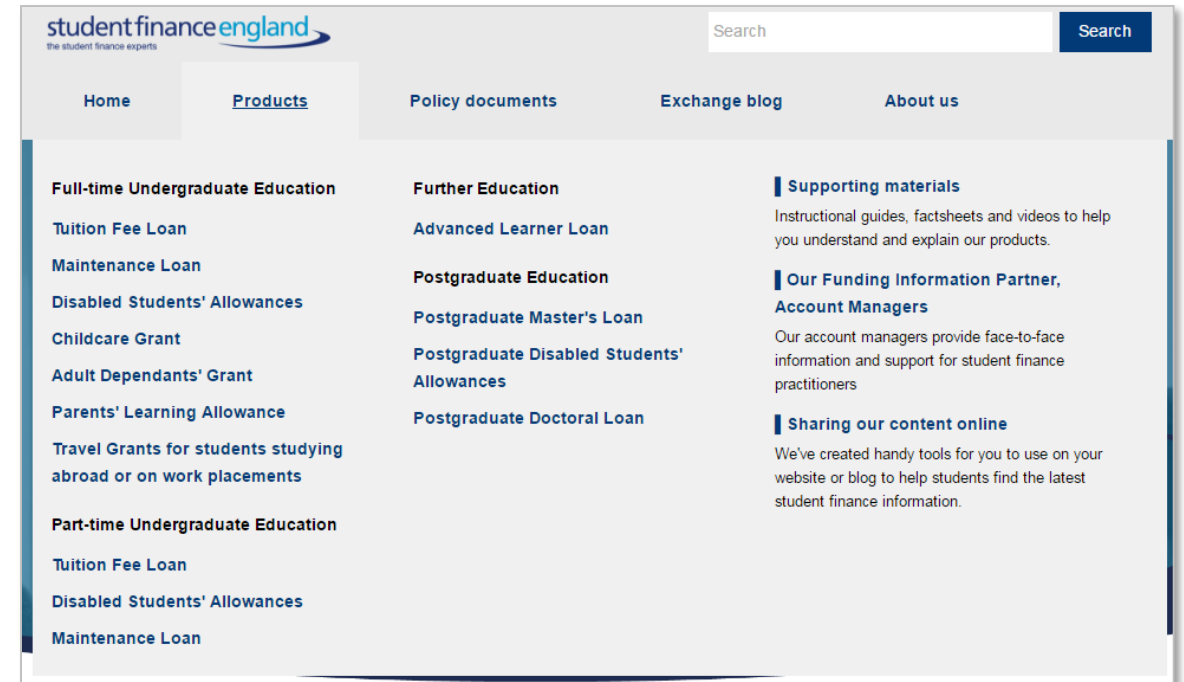 studentfinanceengland
the student finance experts
Search
Search
Home
Products
Policy documents
Exchange blog
About us
Full-time Undergraduate Education
Tuition Fee Loan
Maintenance Loan
Disabled Students' Allowances
Childcare Grant
Adult Dependants' Grant
Parents' Learning Allowance
Travel Grants for students studying
abroad or on work placements
Part-time Undergraduate Education
Tuition Fee Loan
Disabled Students' Allowances
Maintenance Loan
Further Education
Advanced Learner Loan
Postgraduate Education
Postgraduate Master's Loan
Postgraduate Disabled Students'
Allowances
Postgraduate Doctoral Loan
Supporting materials
Instructional guides, factsheets and videos to help
you understand and explain our products.
Our Funding Information Partner,
Account Managers
Our account managers provide face-to-face
information and support for student finance
practitioners
Sharing our content online
We've created handy tools for you to use on your
website or blog to help students find the latest
student finance information.